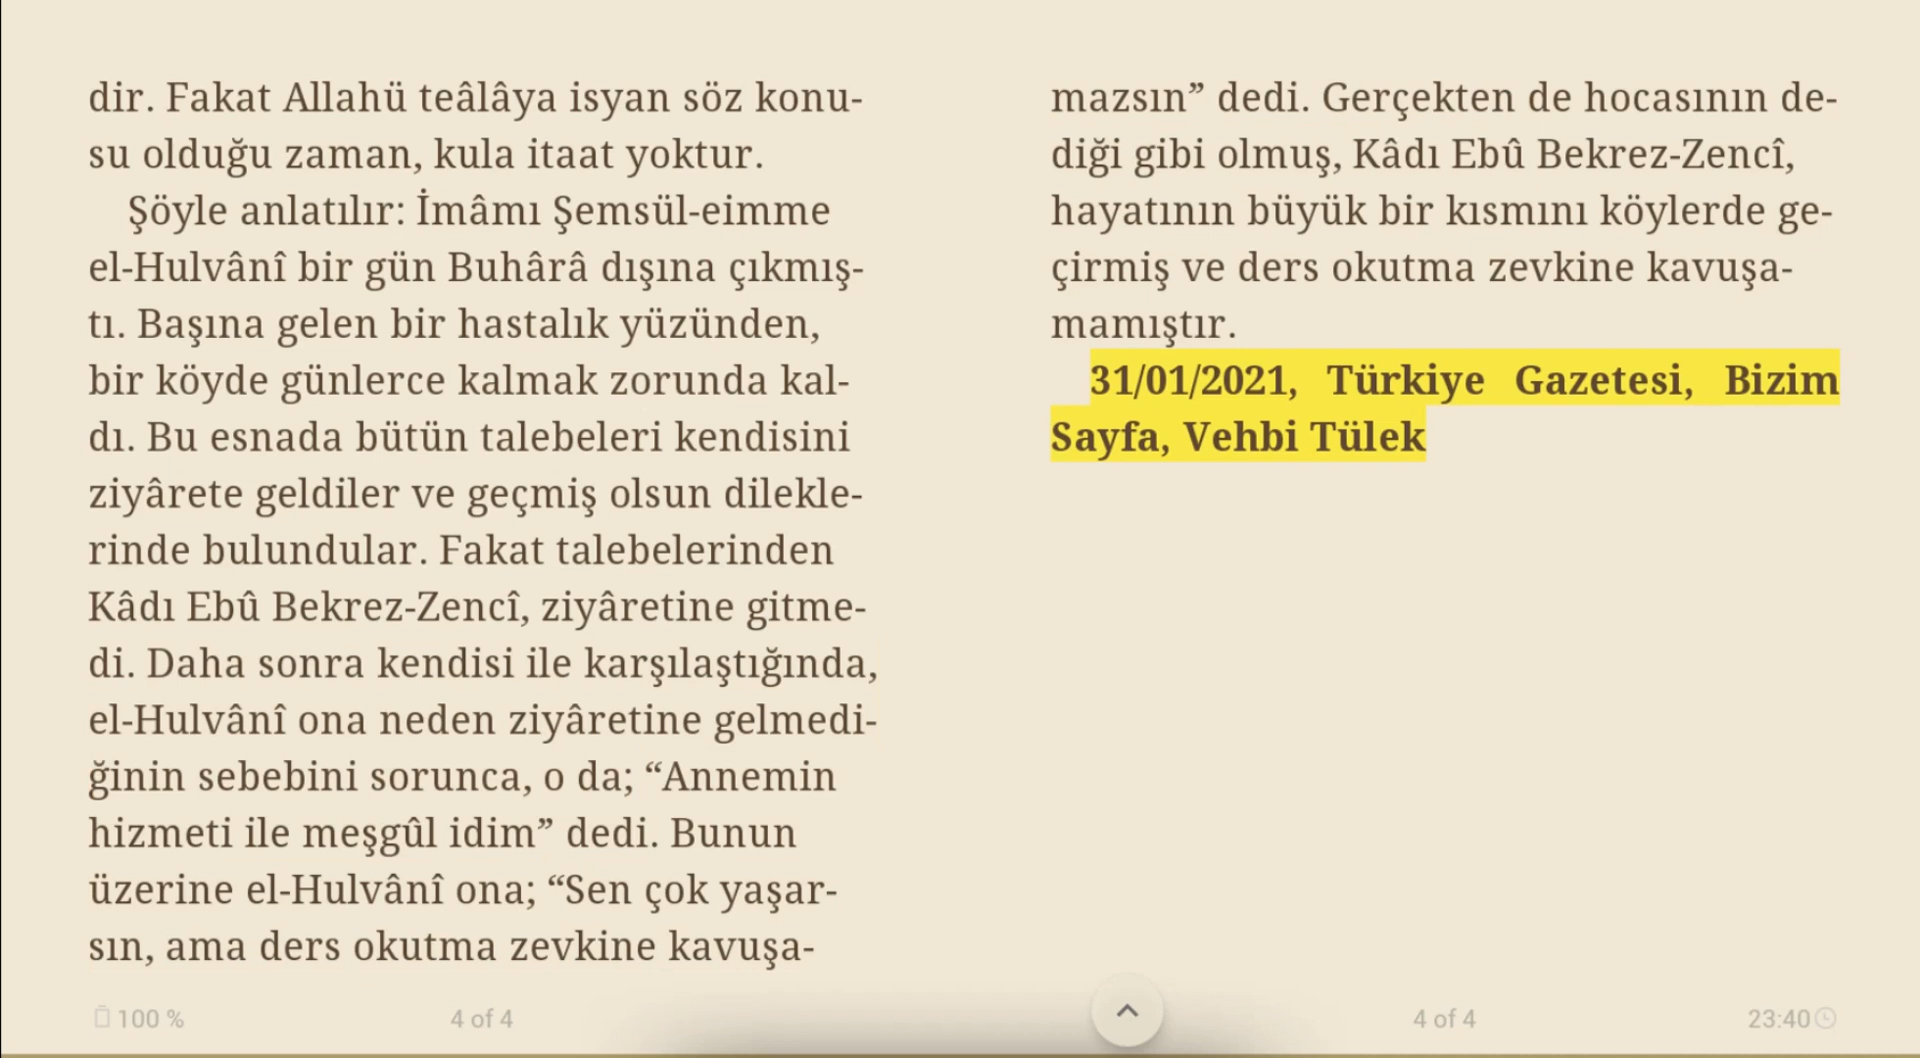 dir. Fakat Allahü teâlâya isyan söz konu-
su olduğu zaman, kula itaat yoktur.
Şöyle anlatılır: İmâmı Şemsül-eimme
el-Hulvânî bir gün Buhârâ dışına çıkmış-
tı. Başına gelen bir hastalık yüzünden,
bir köyde günlerce kalmak zorunda kal-
dı. Bu esnada bütün talebeleri kendisini
ziyârete geldiler ve geçmiş olsun dilekle-
rinde bulundular. Fakat talebelerinden
Kâdı Ebû Bekrez-Zencî, ziyâretine gitme-
di. Daha sonra kendisi ile karşılaştığında,
el-Hulvânî ona neden ziyâretine gelmedi-
ğinin sebebini sorunca, o da; “Annemin
hizmeti ile meşgûl idim” dedi. Bunun
üzerine el-Hulvânî ona; “Sen çok yaşar-
sın, ama ders okutma zevkine kavuşa-
mazsın” dedi. Gerçekten de hocasının de-
diği gibi olmuş, Kâdı Ebû Bekrez-Zencî,
hayatının büyük bir kısmını köylerde ge-
çirmiş ve ders okutma zevkine kavuşa-
mamıştır.
31/01/2021, Türkiye Gazetesi, Bizim
Sayfa, Vehbi Tülek
100 %
4 of 4
4 of 4
23:40